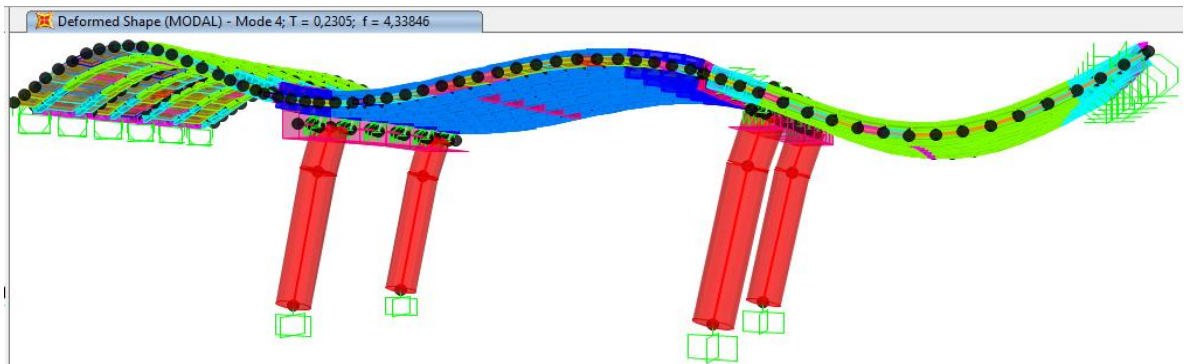 Deformed Shape (MODAL) - Mode 4; T = 0,2305; f = 4,33846